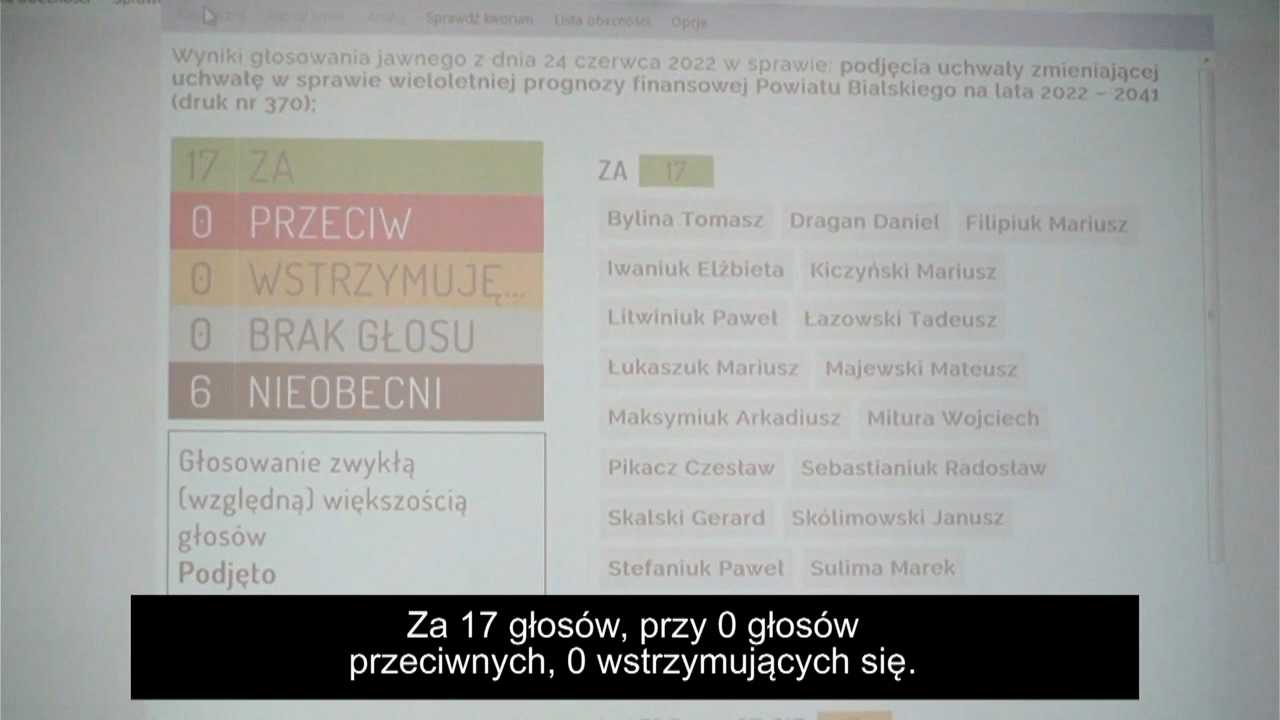 Sprawdź kworum Lista obecności Opcje
Wyniki głosowania jawnego z dnia 24 czerwca 2022 w sprawie: podjęcia uchwały zmieniającej
uchwałę w sprawie wieloletniej prognozy finansowej Powiatu Bialskiego na lata 2022 – 2041
(druk nr 370);
17 ZA
0 PRZECIW
0 WSTRZYMUJĘ...
0 BRAK GŁOSU
6 NIEOBECNI
Głosowanie zwykłą
(względną) większością
głosów
Podjęto
ZA 17
Bylina Tomasz Dragan Daniel Filipiuk Mariusz
Iwaniuk Elżbieta Kiczyński Mariusz
Litwiniuk Paweł Łazowski Tadeusz
Łukaszuk Mariusz Majewski Mateusz
Maksymiuk Arkadiusz Mitura Wojciech
Pikacz Czesław Sebastianiuk Radosław
Skalski Gerard Skólimowski Janusz
Stefaniuk Paweł Sulima Marek
Za 17 głosów, przy 0 głosów
przeciwnych, 0 wstrzymujących się.